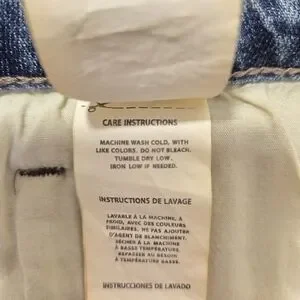 CARE INSTRUCTIONS
MACHINE WASH COLD, WITH
LIKE COLORS. DO NOT BLEACH.
TUMBLE DRY LOW.
IRON LOW IF NEEDED.
INSTRUCTIONS DE LAVAGE
LAVABLE À LA MACHINE, À
FROID, AVEC DES COULEURS
SIMILAIRES. NE PAS AJOUTER
D'AGENT DE BLANCHIMENT.
SÉCHER À LA MACHINE
À BASSE TEMPÉRATURE.
REPASSER AU BESOIN
À BASSE TEMPÉRATURE.
INSTRUCCIONES DE LAVADO